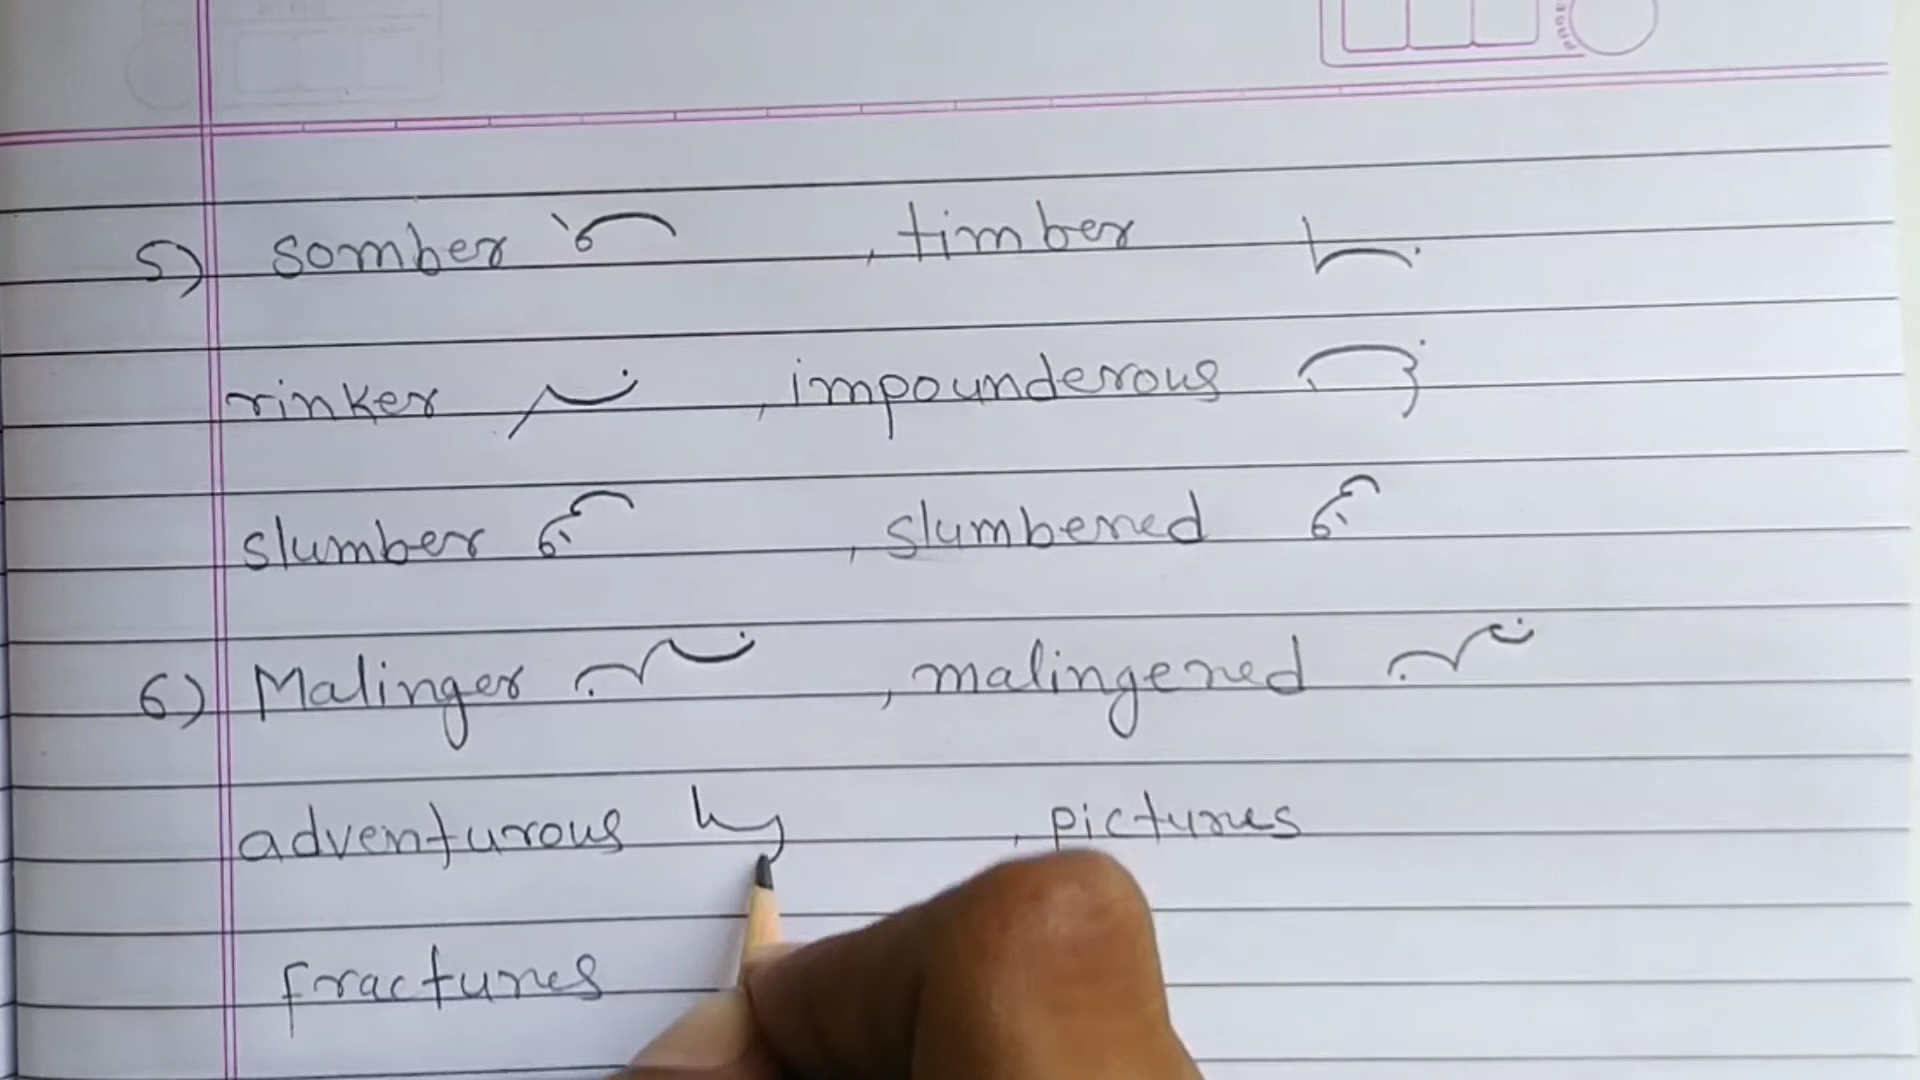 5) somber , timber
rinker , impounderous
slumber , slumbered
6) Malinger , malingered
adventurous , pictures
fractures